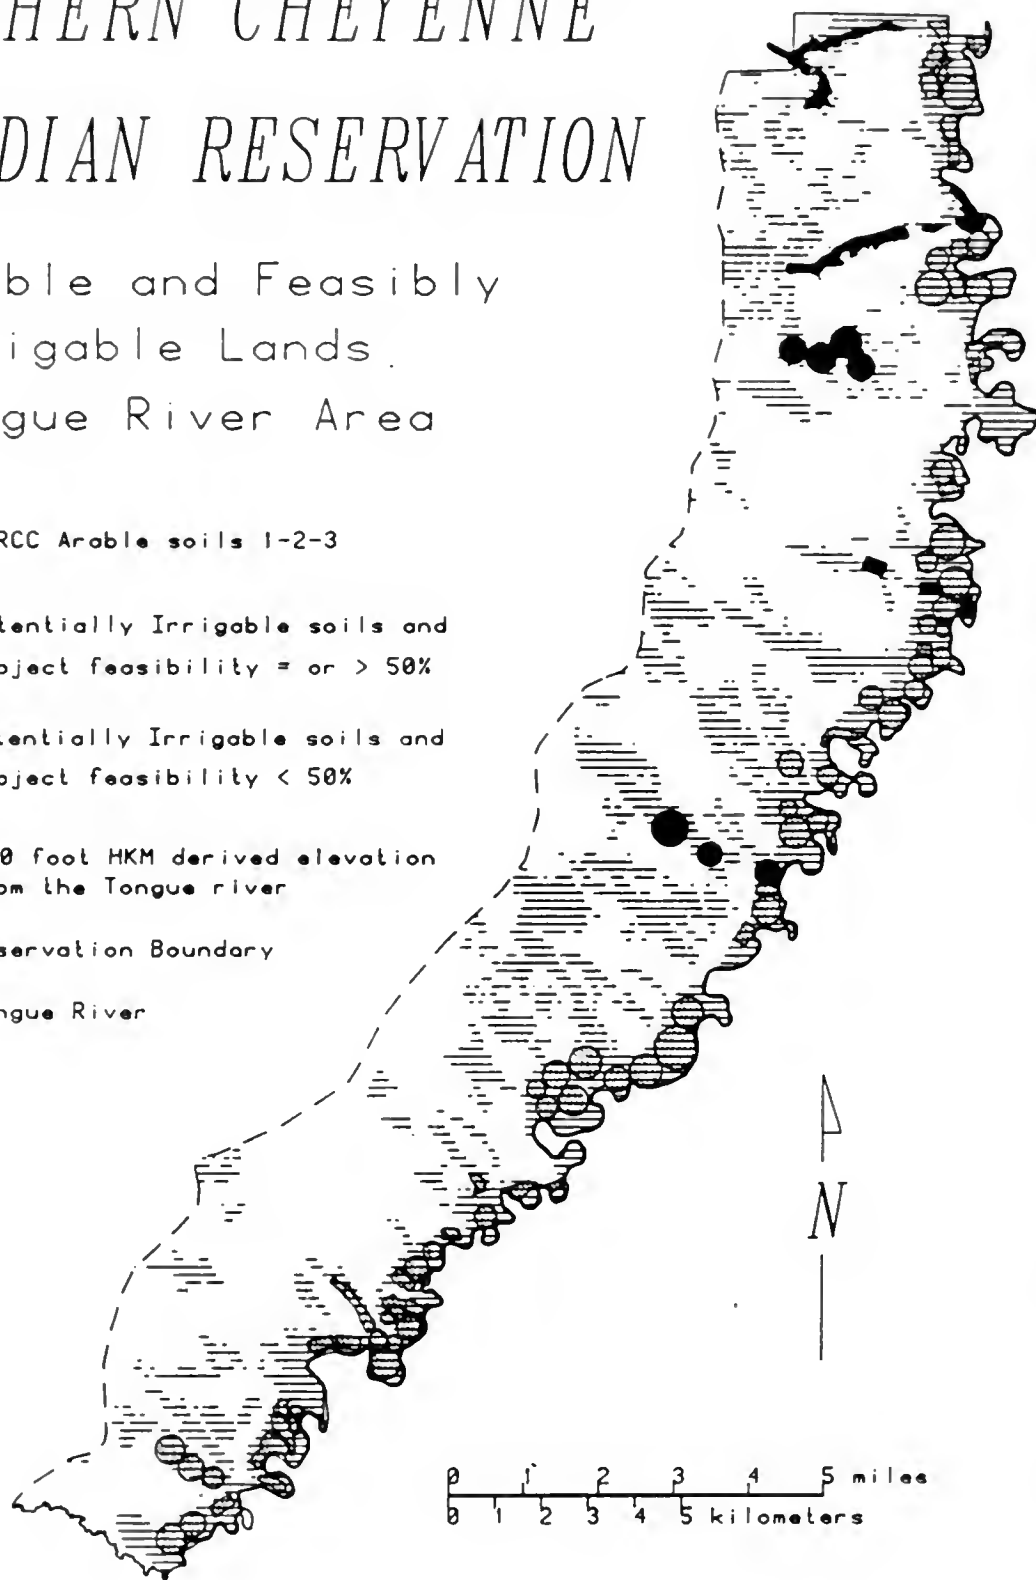 HERN CHEYENNE
DIAN RESERVATION
ble and Feasibly
igable Lands.
gue River Area
RCC Arable soils 1-2-3
tentially Irrigable soils and
oject feasibility = or > 50%
tentially Irrigable soils and
oject feasibility < 50%
0 foot HKM derived elevation
om the Tongue river
servation Boundary
ngue River
N
0 1 2 3 4 5 miles
0 1 2 3 4 5 kilometers